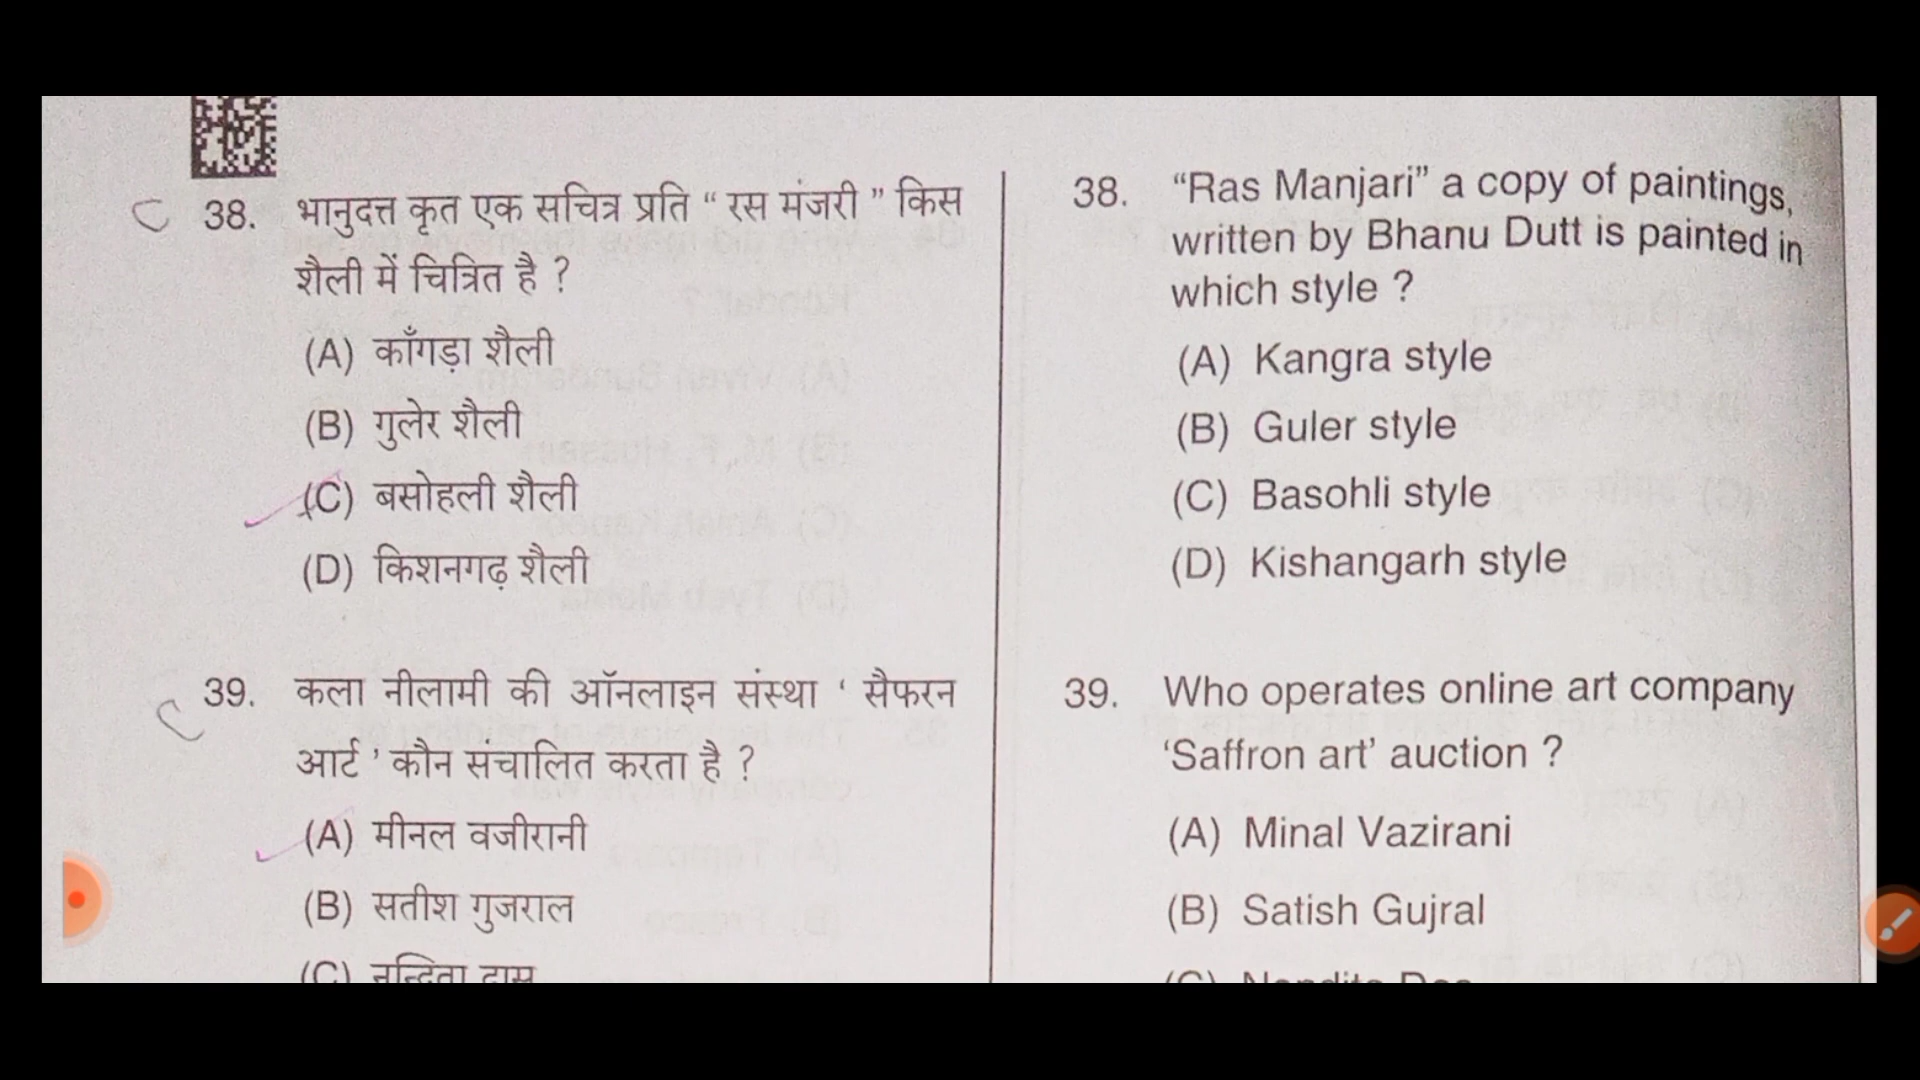 38. भानुदत्त कृत एक सचित्र प्रति “ रस मंजरी ” किस
शैली में चित्रित है ?
(A) काँगड़ा शैली
(B) गुलेर शैली
(C) बसोहली शैली
(D) किशनगढ़ शैली
39. कला नीलामी की ऑनलाइन संस्था ‘ सैफरन
आर्ट ’ कौन संचालित करता है ?
(A) मीनल वजीरानी
(B) सतीश गुजराल
(C) नन्दिता दास
38. “Ras Manjari” a copy of paintings,
written by Bhanu Dutt is painted in
which style ?
(A) Kangra style
(B) Guler style
(C) Basohli style
(D) Kishangarh style
39. Who operates online art company
‘Saffron art’ auction ?
(A) Minal Vazirani
(B) Satish Gujral
(C) Nandita Das